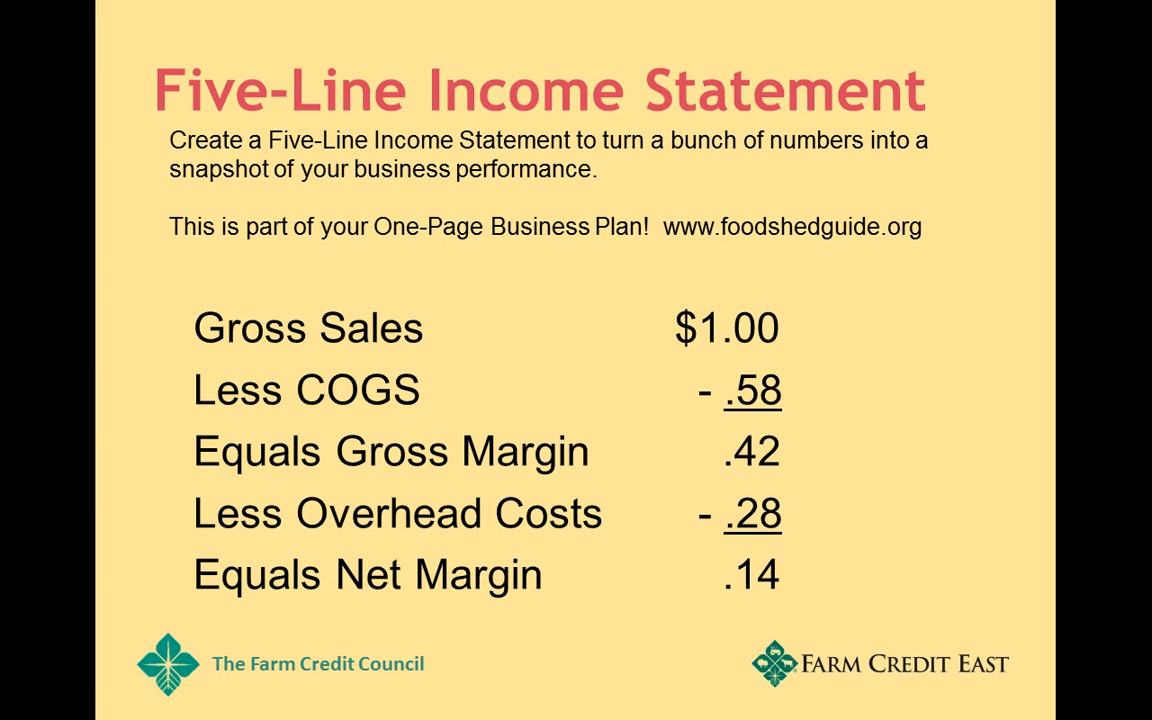 Five-Line Income Statement
Create a Five-Line Income Statement to turn a bunch of numbers into a
snapshot of your business performance.
This is part of your One-Page Business Plan!  www.foodshedguide.org
Gross Sales $1.00
Less COGS - .58
Equals Gross Margin .42
Less Overhead Costs - .28
Equals Net Margin .14
The Farm Credit Council
FARM CREDIT EAST